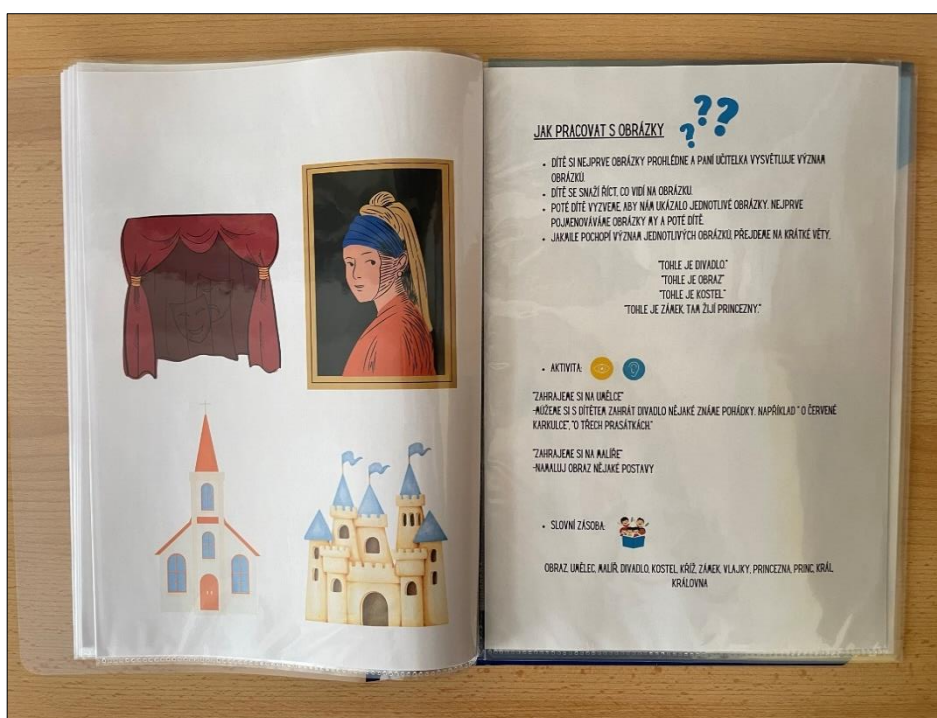 JAK PRACOVAT S OBRÁZKY
• DÍTĚ SI NEJPRVE OBRÁZKY PROHLÉDNE A PANÍ UČITELKA VYSVĚTLUJE VÝZNAM
OBRÁZKŮ.
• DÍTĚ SE SNAŽÍ ŘÍCT, CO VIDÍ NA OBRÁZKU.
• POTÉ DÍTĚ VYZVEME, ABY NÁM UKÁZALO JEDNOTLIVÉ OBRÁZKY. NEJPRVE
POJMENOVÁVÁME OBRÁZKY MY A POTÉ DÍTĚ.
• JAKMILE POCHOPÍ VÝZNAM JEDNOTLIVÝCH OBRÁZKŮ, PŘEJDEME NA KRÁTKÉ VĚTY.
"TOHLE JE DIVADLO."
"TOHLE JE OBRAZ"
"TOHLE JE KOSTEL"
"TOHLE JE ZÁMEK, TAM ŽIJÍ PRINCEZNY."
• AKTIVITA:
"ZAHRAJEME SI NA UMĚLCE"
-MŮŽEME SI S DÍTĚTEM ZAHRÁT DIVADLO NĚJAKÉ ZNÁME POHÁDKY. NAPŘÍKLAD " O ČERVENÉ
KARKULCE", "O TŘECH PRASÁTKÁCH."
"ZAHRAJEME SI NA MALÍŘE"
-NAMALUJ OBRAZ NĚJAKÉ POSTAVY
• SLOVNÍ ZÁSOBA:
OBRAZ, UMĚLEC, MALÍŘ, DIVADLO, KOSTEL, KŘÍŽ, ZÁMEK, VLAJKY, PRINCEZNA, PRINC, KRÁL
KRÁLOVNA